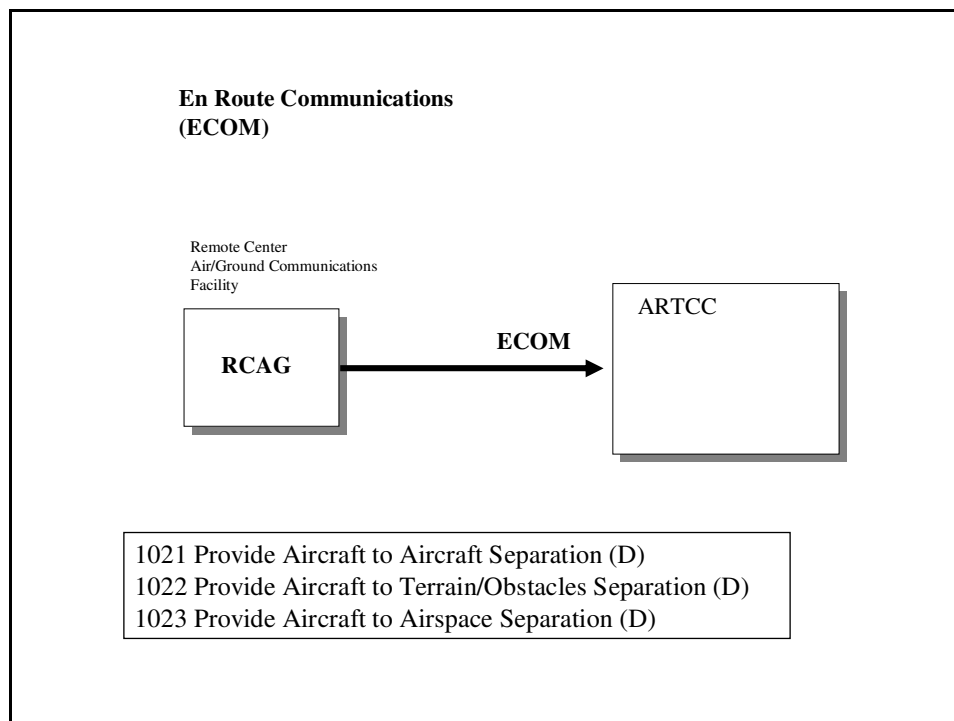 En Route Communications
(ECOM)
Remote Center
Air/Ground Communications
Facility
RCAG
ECOM
ARTCC
1021 Provide Aircraft to Aircraft Separation (D)
1022 Provide Aircraft to Terrain/Obstacles Separation (D)
1023 Provide Aircraft to Airspace Separation (D)